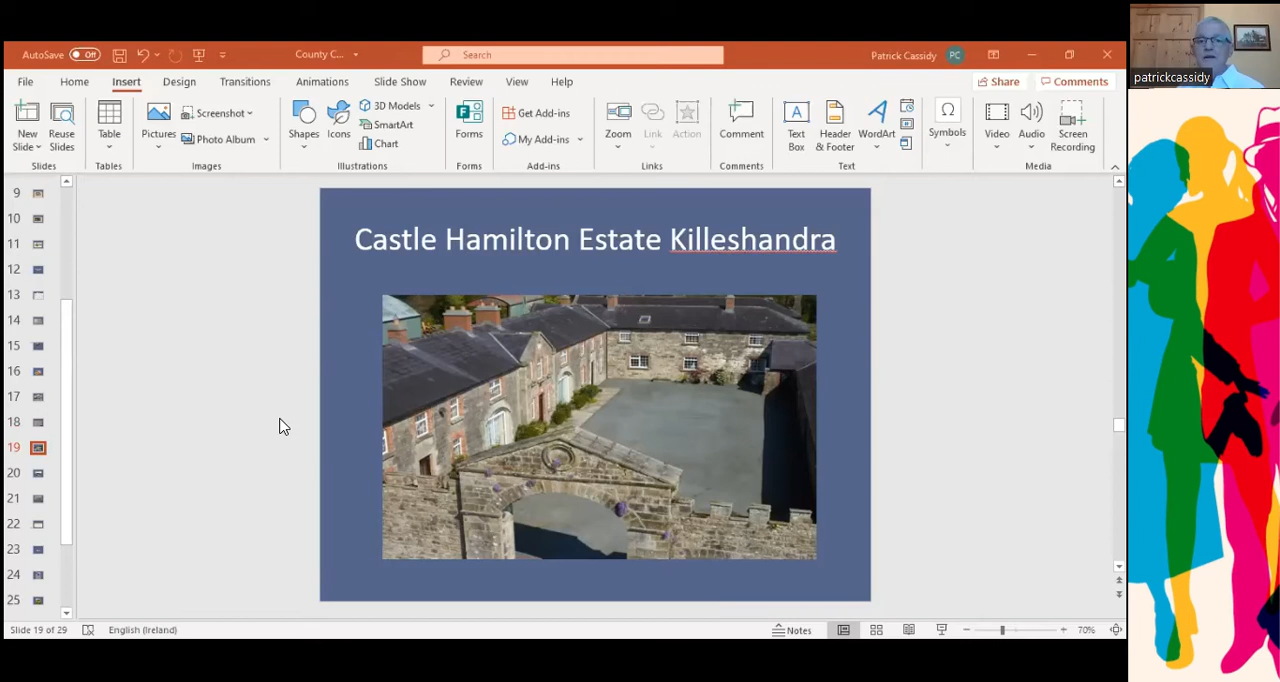 AutoSave Off County C... Search Patrick Cassidy PC
patrickcassidy
File Home Insert Design Transitions Animations Slide Show Review View Help Share Comments
New Slide
Reuse Slides
Slides
Table
Tables
Pictures
Screenshot
Photo Album
Images
Shapes
Icons
3D Models
SmartArt
Chart
Illustrations
Forms
Forms
Get Add-ins
My Add-ins
Add-ins
Zoom
Link
Action
Links
Comment
Comments
Text Box
Header & Footer
WordArt
Text
Symbols
Ω
Video
Audio
Screen Recording
Media
9
10
11
12
13
14
15
16
17
18
19
20
21
22
23
24
25
Castle Hamilton Estate Killeshandra
Slide 19 of 29 English (Ireland) Notes 70%